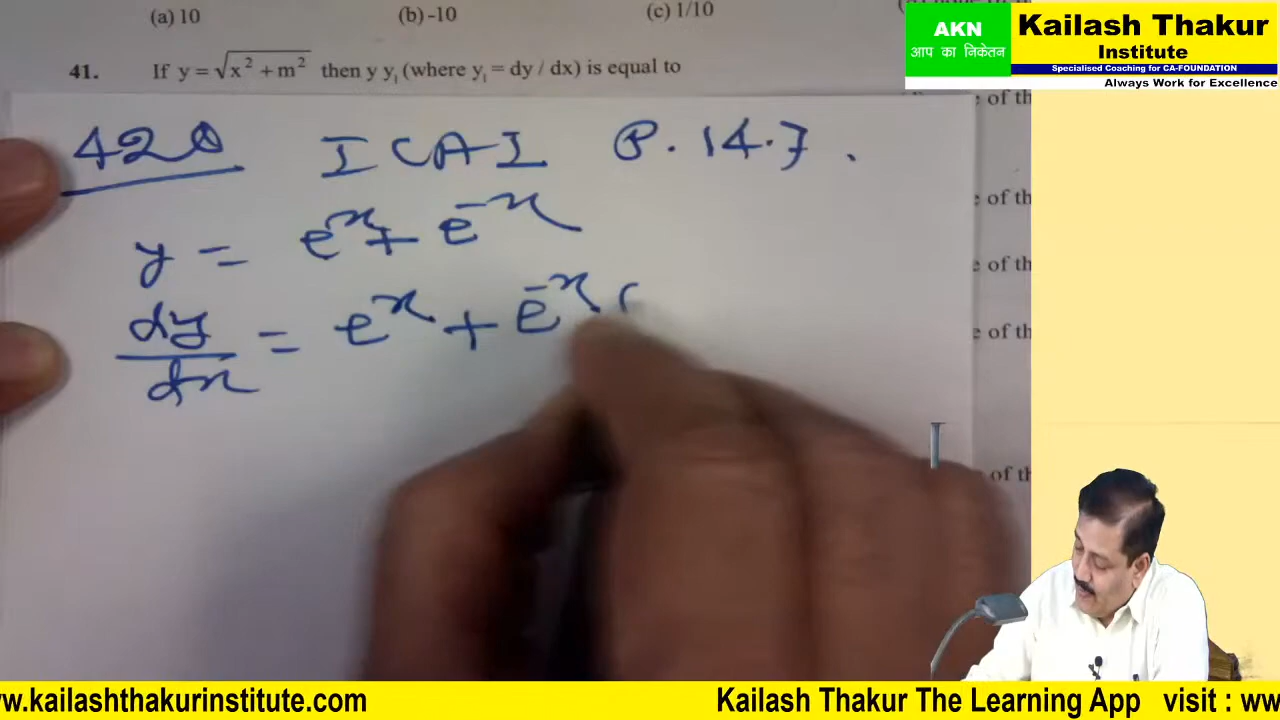 (a) 10 (b) -10 (c) 1/10
41. If y = √x² + m² then y y₁ (where y₁ = dy / dx) is equal to
AKN
आप का निकेतन
Kailash Thakur
Institute
Specialised Coaching for CA-FOUNDATION
Always Work for Excellence
of th
420 ICAI P. 14.7.
of th
y = eˣ + e⁻ˣ
of th
dy/dx = eˣ + e⁻ˣ (
of th
of th
w.kailashthakurinstitute.com Kailash Thakur The Learning App visit : ww